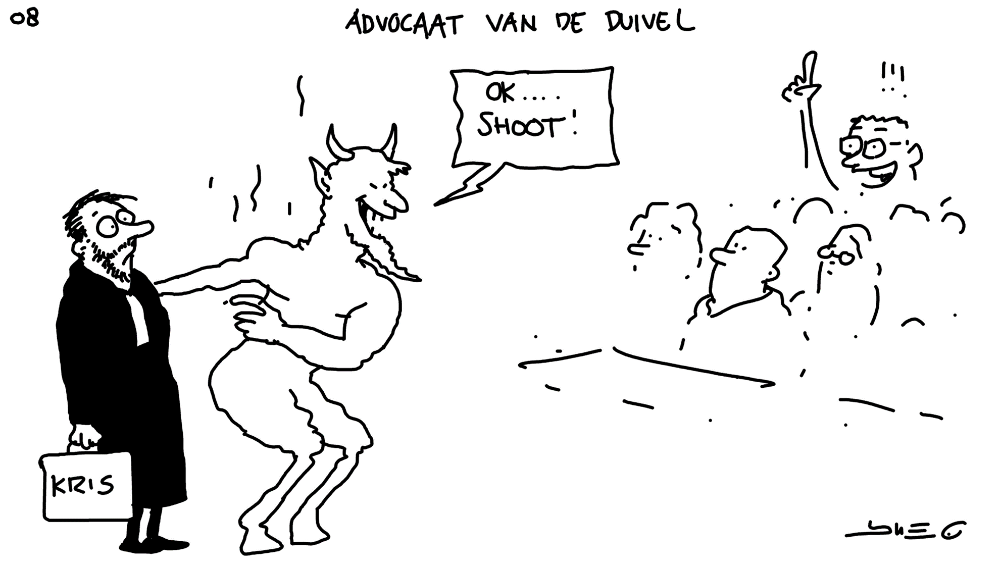 08
ADVOCAAT VAN DE DUIVEL
OK....
SHOOT!
!!!
KRIS